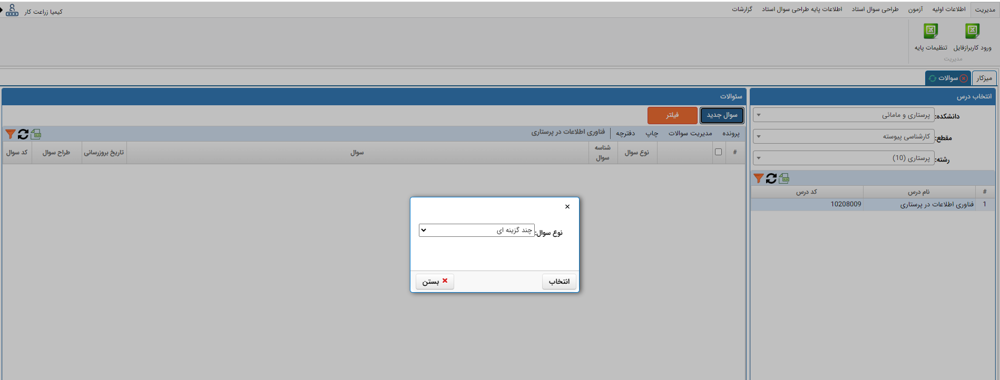 مدیریت
اطلاعات اولیه
آزمون
طراحی سوال استاد
اطلاعات پایه طراحی سوال استاد
گزارشات
کیمیا زراعت کار
ورود کاربرازفایل
تنظیمات پایه
مدیریت
میزکار
سوالات
انتخاب درس
دانشکده:
پرستاری و مامائی
مقطع:
کارشناسی پیوسته
رشته:
پرستاری (10)
# نام درس کد درس
1 فناوری اطلاعات در پرستاری 10208009
سئوالات
سوال جدید
فیلتر
پرونده مدیریت سوالات چاپ دفترچه فناوری اطلاعات در پرستاری
# نوع سوال شناسه سوال سوال تاریخ بروزرسانی طراح سوال کد سوال
×
نوع سوال:
چند گزینه ای
انتخاب
بستن